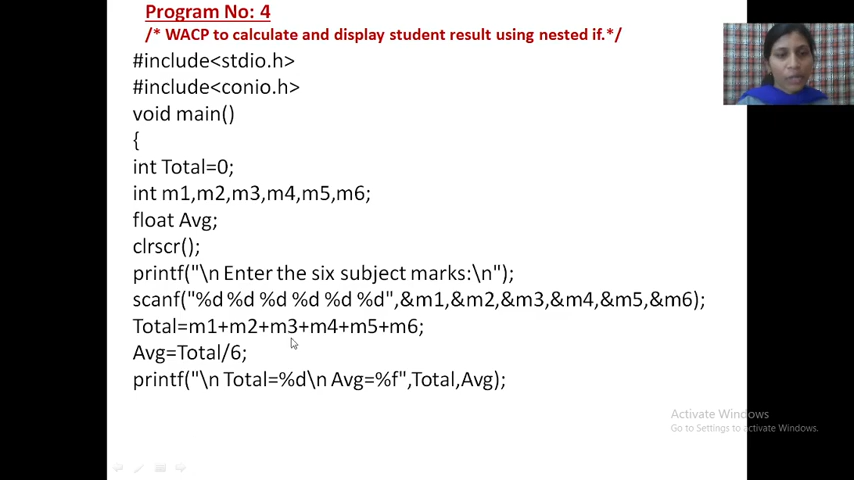 Program No: 4
/* WACP to calculate and display student result using nested if.*/
#include<stdio.h>
#include<conio.h>
void main()
{
int Total=0;
int m1,m2,m3,m4,m5,m6;
float Avg;
clrscr();
printf("\n Enter the six subject marks:\n");
scanf("%d %d %d %d %d %d",&m1,&m2,&m3,&m4,&m5,&m6);
Total=m1+m2+m3+m4+m5+m6;
Avg=Total/6;
printf("\n Total=%d\n Avg=%f",Total,Avg);
Activate Windows
Go to Settings to activate Windows.